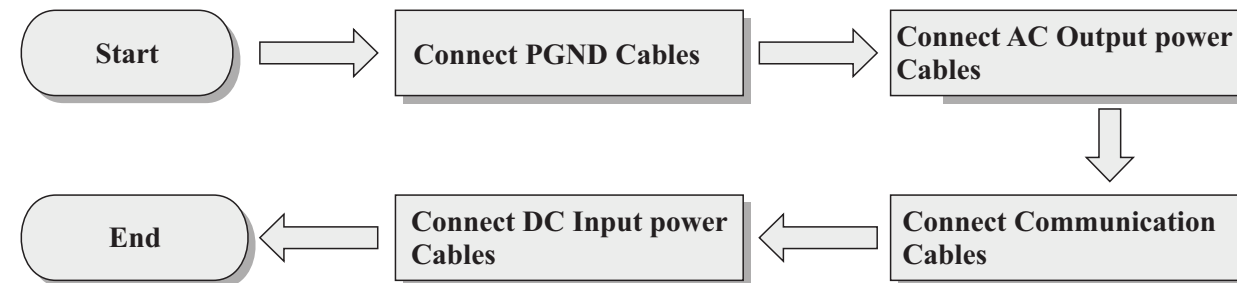 Start
Connect PGND Cables
Connect AC Output power
Cables
Connect Communication
Cables
Connect DC Input power
Cables
End